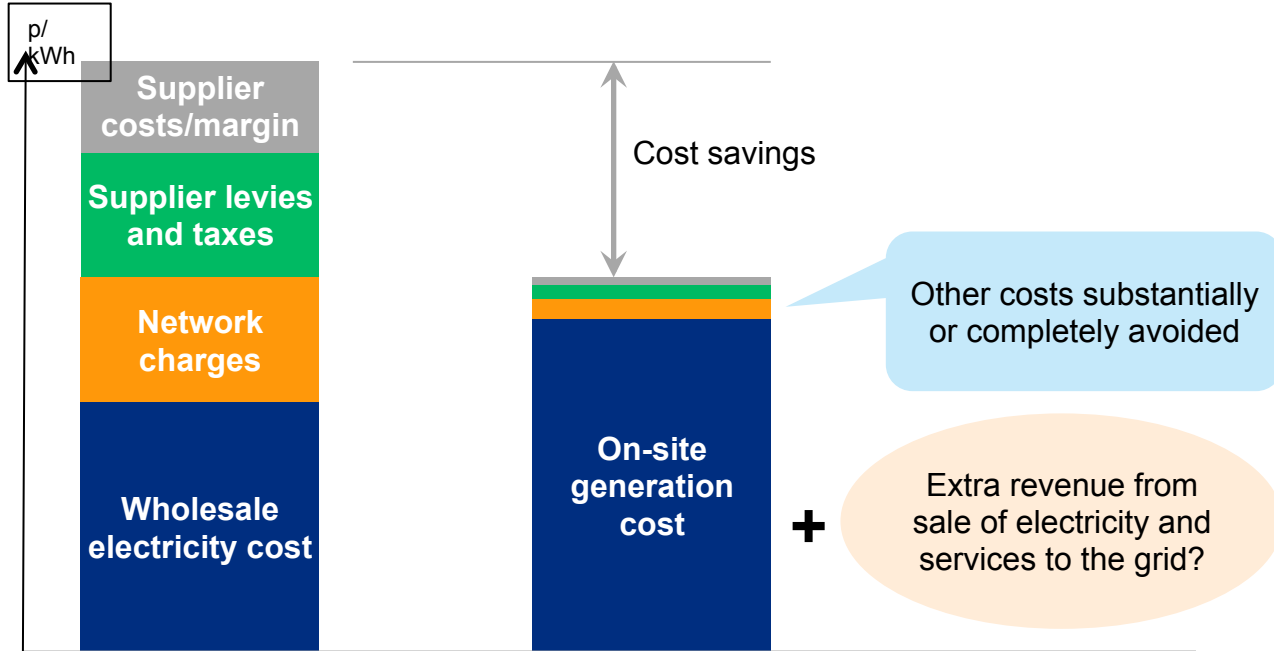 p/
kWh
Supplier
costs/margin
Supplier levies
and taxes
Network
charges
Wholesale
electricity cost
Cost savings
On-site
generation
cost
Other costs substantially
or completely avoided
+
Extra revenue from
sale of electricity and
services to the grid?